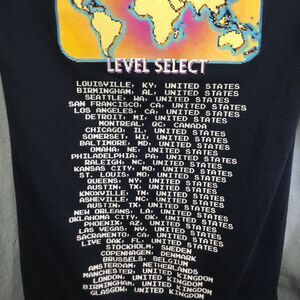 LEVEL SELECT
LOUISVILLE, KY, UNITED STATES
BIRMINGHAM, AL, UNITED STATES
SEATTLE, WA, UNITED STATES
SAN FRANCISCO, CA, UNITED STATES
LOS ANGELES, CA, UNITED STATES
DETROIT, MI, UNITED STATES
MONTREAL, QC, CANADA
CHICAGO, IL, UNITED STATES
SOMERSET, WI, UNITED STATES
BALTIMORE, MD, UNITED STATES
OMAHA, NE, UNITED STATES
PHILADELPHIA, PA, UNITED STATES
RALEIGH, NC, UNITED STATES
KANSAS CITY, MO, UNITED STATES
ST. LOUIS, MO, UNITED STATES
QUEENS, NY, UNITED STATES
AUSTIN, TX, UNITED STATES
KNOXVILLE, TN, UNITED STATES
ASHEVILLE, NC, UNITED STATES
AUSTIN, TX, UNITED STATES
NEW ORLEANS, LA, UNITED STATES
OKLAHOMA CITY, OK, UNITED STATES
PHOENIX, AZ, UNITED STATES
LAS VEGAS, NV, UNITED STATES
SACRAMENTO, CA, UNITED STATES
LIVE OAK, FL, UNITED STATES
STOCKHOLM, SWEDEN
COPENHAGEN, DENMARK
BRUSSELS, BELGIUM
AMSTERDAM, NETHERLANDS
MANCHESTER, UNITED KINGDOM
LONDON, UNITED KINGDOM
BIRMINGHAM, UNITED KINGDOM
GLASGOW, UNITED KINGDOM